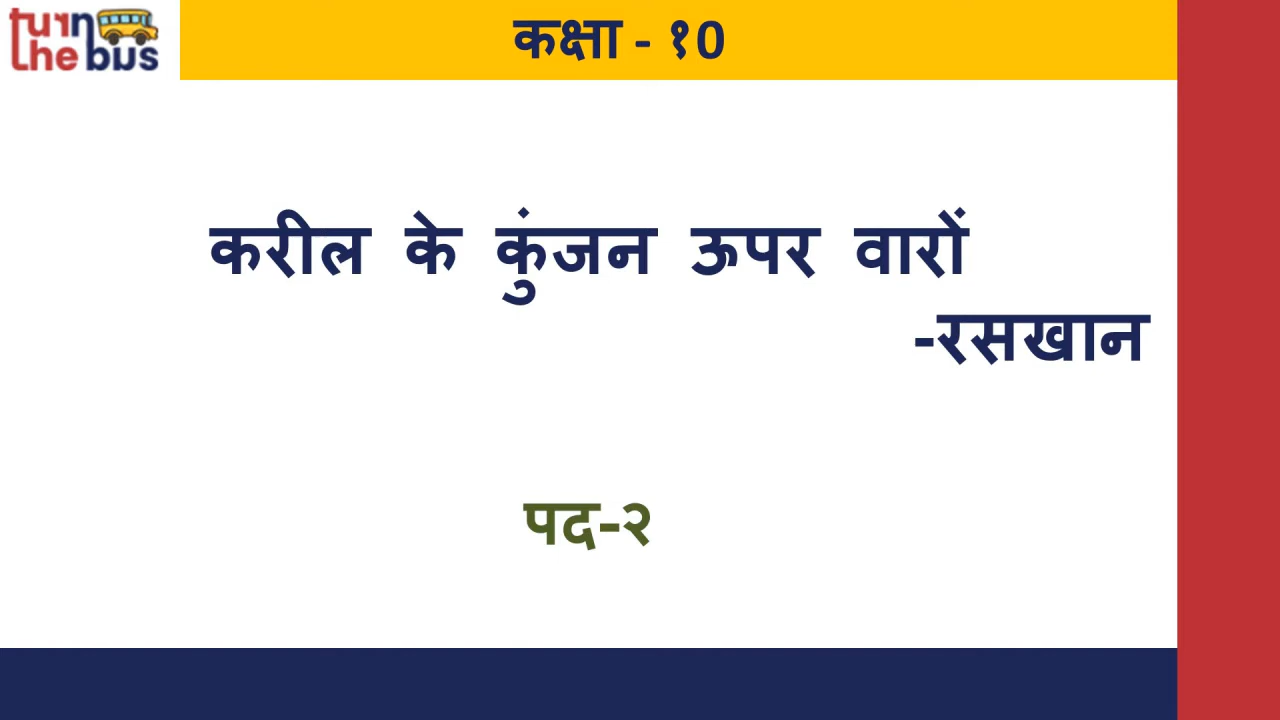 turn
the bus
कक्षा - १0
करील के कुंजन ऊपर वारों
-रसखान
पद-२